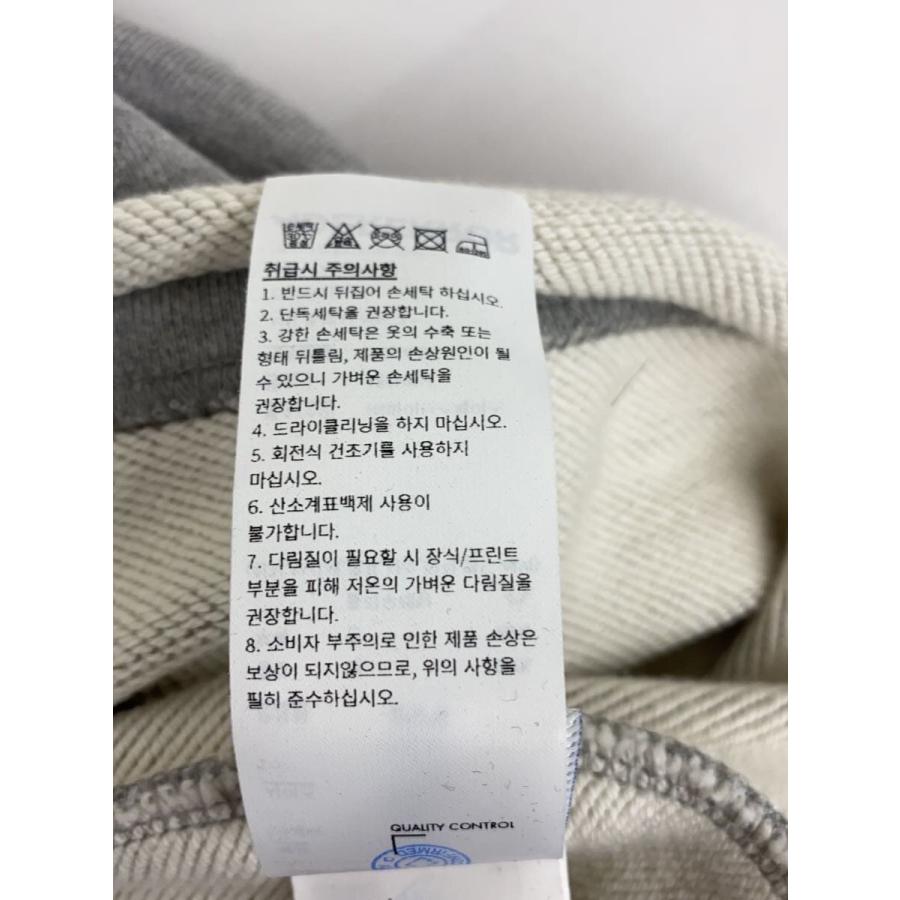 취급시 주의사항
1. 반드시 뒤집어 손세탁 하십시오.
2. 단독세탁을 권장합니다.
3. 강한 손세탁은 옷의 수축 또는
형태 뒤틀림, 제품의 손상원인이 될
수 있으니 가벼운 손세탁을
권장합니다.
4. 드라이클리닝을 하지 마십시오.
5. 회전식 건조기를 사용하지
마십시오.
6. 산소계표백제 사용이
불가합니다.
7. 다림질이 필요할 시 장식/프린트
부분을 피해 저온의 가벼운 다림질을
권장합니다.
8. 소비자 부주의로 인한 제품 손상은
보상이 되지않으므로, 위의 사항을
필히 준수하십시오.
QUALITY CONTROL